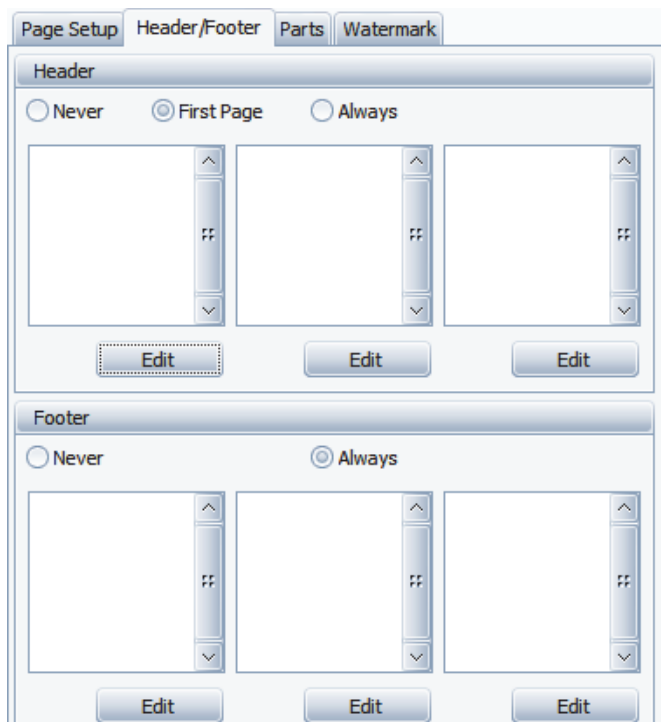 Page Setup Header/Footer Parts Watermark
Header
Never First Page Always
Edit Edit Edit
Footer
Never Always
Edit Edit Edit